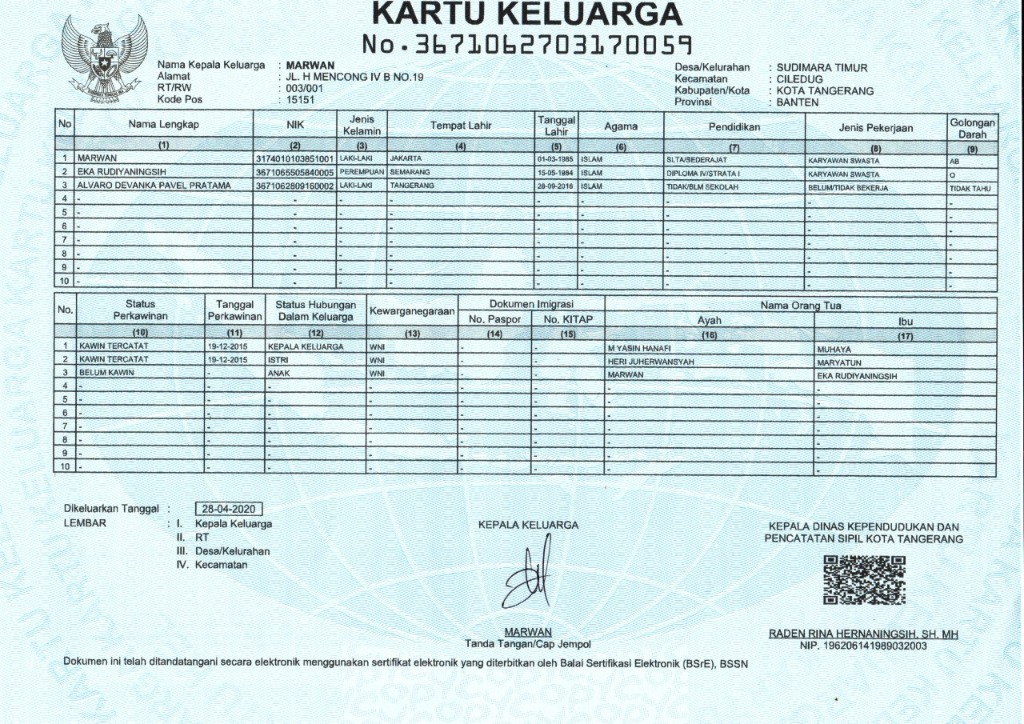 KARTU KELUARGA
No. 3671062703170059
Nama Kepala Keluarga : MARWAN
Alamat : JL. H MENCONG IV B NO.19
RT/RW : 003/001
Kode Pos : 15151
Desa/Kelurahan : SUDIMARA TIMUR
Kecamatan : CILEDUG
Kabupaten/Kota : KOTA TANGERANG
Provinsi : BANTEN
No Nama Lengkap NIK Jenis Kelamin Tempat Lahir Tanggal Lahir Agama Pendidikan Jenis Pekerjaan Golongan Darah
(1) (2) (3) (4) (5) (6) (7) (8) (9)
1 MARWAN 3174010103851001 LAKI-LAKI JAKARTA 01-03-1985 ISLAM SLTA/SEDERAJAT KARYAWAN SWASTA AB
2 EKA RUDIYANINGSIH 3671065505840005 PEREMPUAN SEMARANG 15-05-1984 ISLAM DIPLOMA IV/STRATA I KARYAWAN SWASTA O
3 ALVARO DEVANKA PAVEL PRATAMA 3671062809160002 LAKI-LAKI TANGERANG 28-09-2016 ISLAM TIDAK/BLM SEKOLAH BELUM/TIDAK BEKERJA TIDAK TAHU
4 - - - - - - - - -
5 - - - - - - - - -
6 - - - - - - - - -
7 - - - - - - - - -
8 - - - - - - - - -
9 - - - - - - - - -
10 - - - - - - - - -
No. Status Perkawinan Tanggal Perkawinan Status Hubungan Dalam Keluarga Kewarganegaraan Dokumen Imigrasi Nama Orang Tua
No. Paspor No. KITAP Ayah Ibu
(10) (11) (12) (13) (14) (15) (16) (17)
1 KAWIN TERCATAT 19-12-2015 KEPALA KELUARGA WNI - - M YASIN HANAFI MUHAYA
2 KAWIN TERCATAT 19-12-2015 ISTRI WNI - - HERI JUHERWANSYAH MARYATUN
3 BELUM KAWIN - ANAK WNI - - MARWAN EKA RUDIYANINGSIH
4 - - - - - - - -
5 - - - - - - - -
6 - - - - - - - -
7 - - - - - - - -
8 - - - - - - - -
9 - - - - - - - -
10 - - - - - - - -
Dikeluarkan Tanggal : 28-04-2020
LEMBAR : I. Kepala Keluarga
II. RT
III. Desa/Kelurahan
IV. Kecamatan
KEPALA KELUARGA
MARWAN
Tanda Tangan/Cap Jempol
KEPALA DINAS KEPENDUDUKAN DAN
PENCATATAN SIPIL KOTA TANGERANG
RADEN RINA HERNANINGSIH, SH, MH
NIP. 196206141989032003
Dokumen ini telah ditandatangani secara elektronik menggunakan sertifikat elektronik yang diterbitkan oleh Balai Sertifikasi Elektronik (BSrE), BSSN